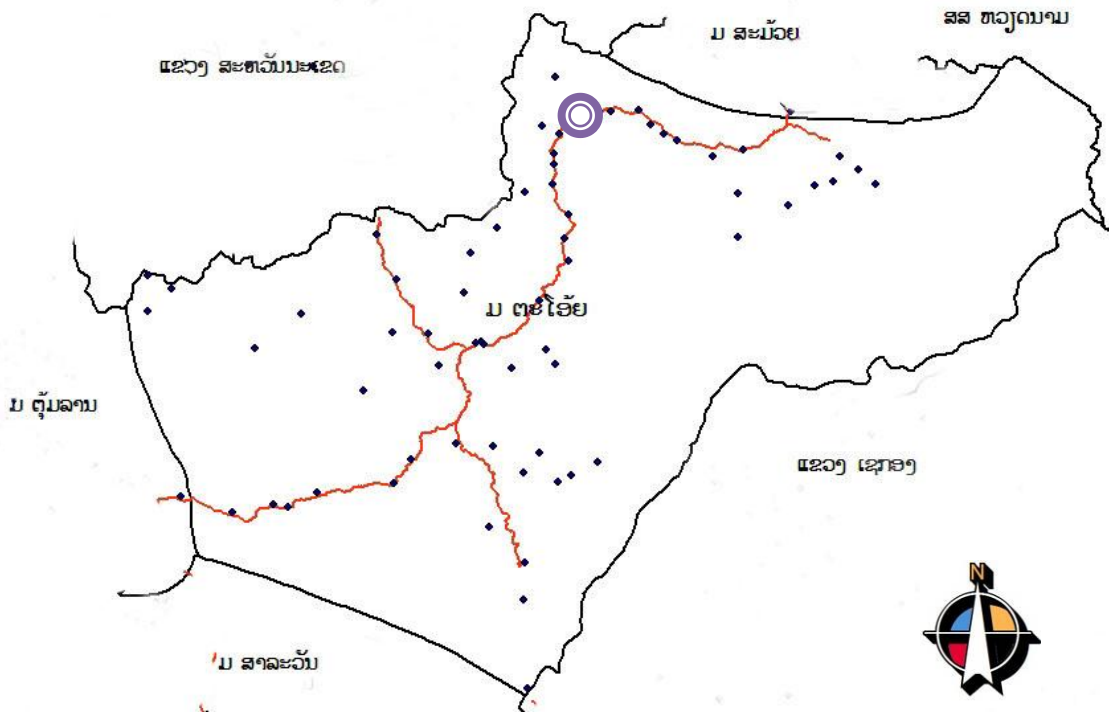 ສສ ຫວຽດນາມ
ມ ສະມ້ວຍ
ແຂວງ ສະຫວັນນະເຂດ
ມ ຕະໂອ້ຍ
ມ ຕຸ້ມລານ
ແຂວງ ເຊກອງ
N
ມ ສາລະວັນ